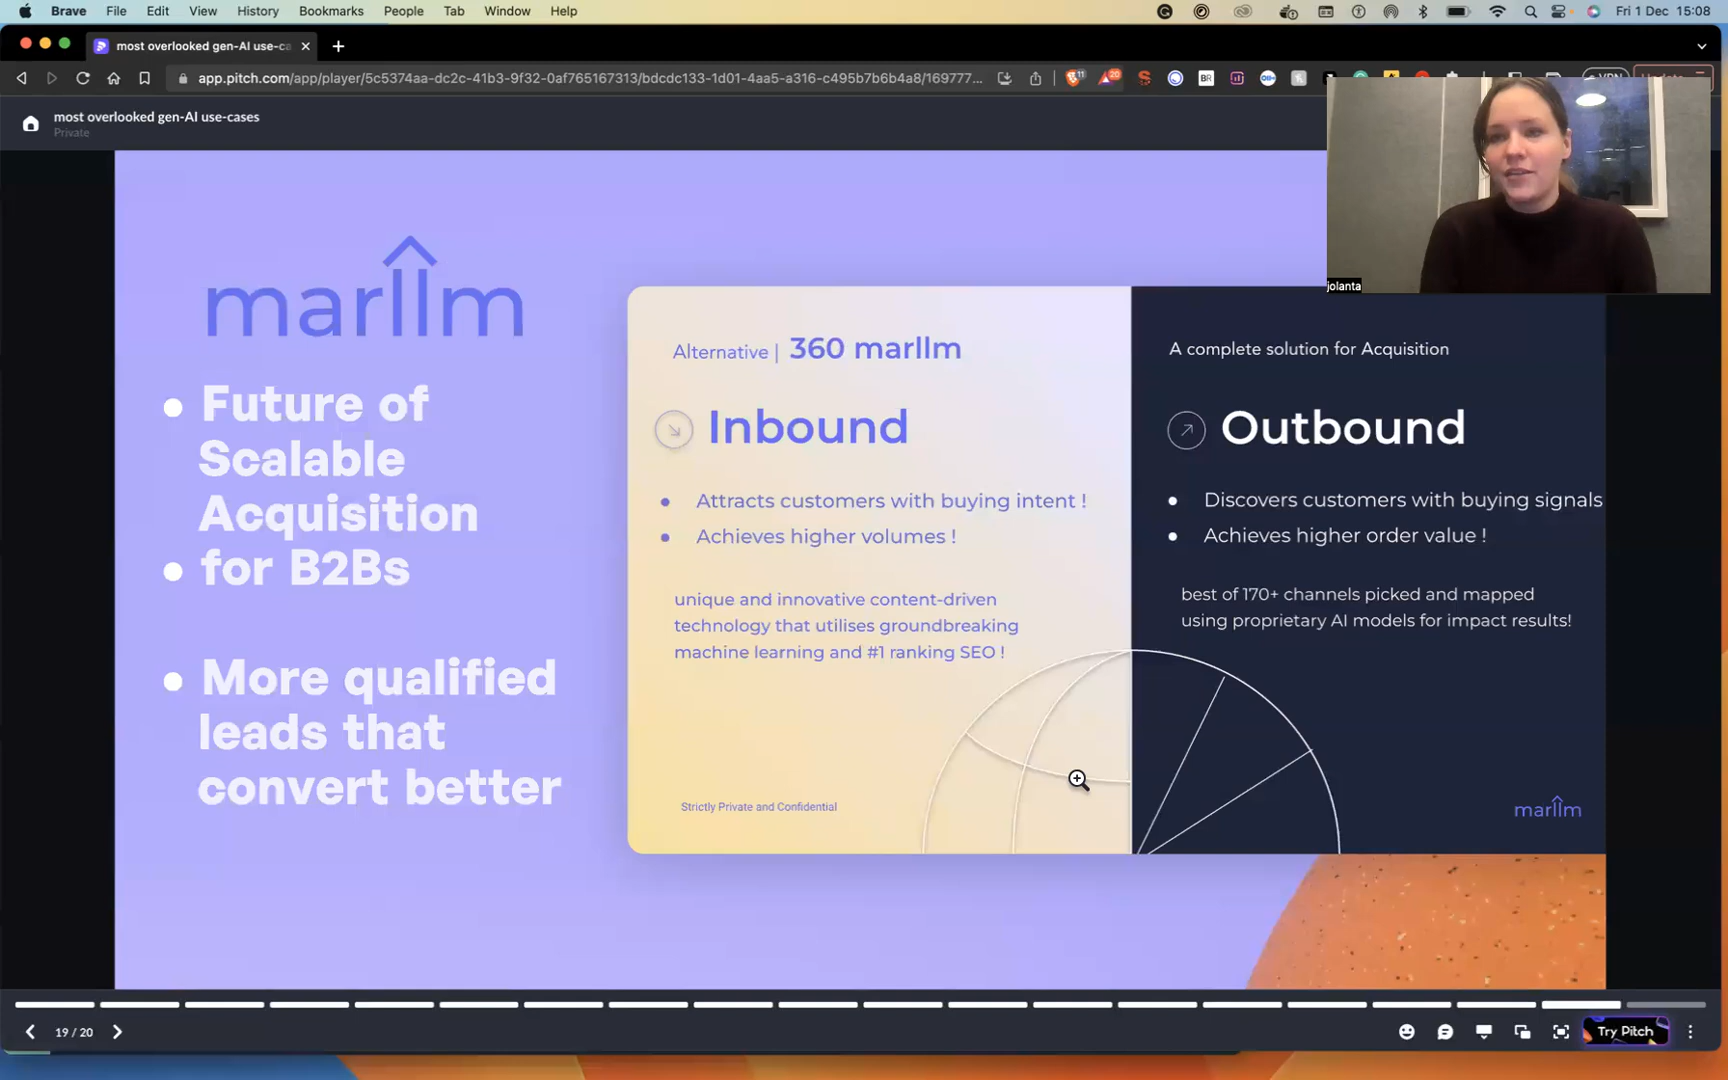 Brave File Edit View History Bookmarks People Tab Window Help
Fri 1 Dec 15:08
most overlooked gen-AI use-ca
app.pitch.com/app/player/5c5374aa-dc2c-41b3-9f32-0af765167313/bdcdc133-1d01-4aa5-a316-c495b7b6b4a8/169777...
most overlooked gen-AI use-cases
Private
jolanta
marllm
Future of
Scalable
Acquisition
for B2Bs
More qualified
leads that
convert better
Alternative | 360 marllm
Inbound
Attracts customers with buying intent !
Achieves higher volumes !
unique and innovative content-driven
technology that utilises groundbreaking
machine learning and #1 ranking SEO !
Strictly Private and Confidential
A complete solution for Acquisition
Outbound
Discovers customers with buying signals
Achieves higher order value !
best of 170+ channels picked and mapped
using proprietary AI models for impact results!
marllm
19 / 20
Try Pitch